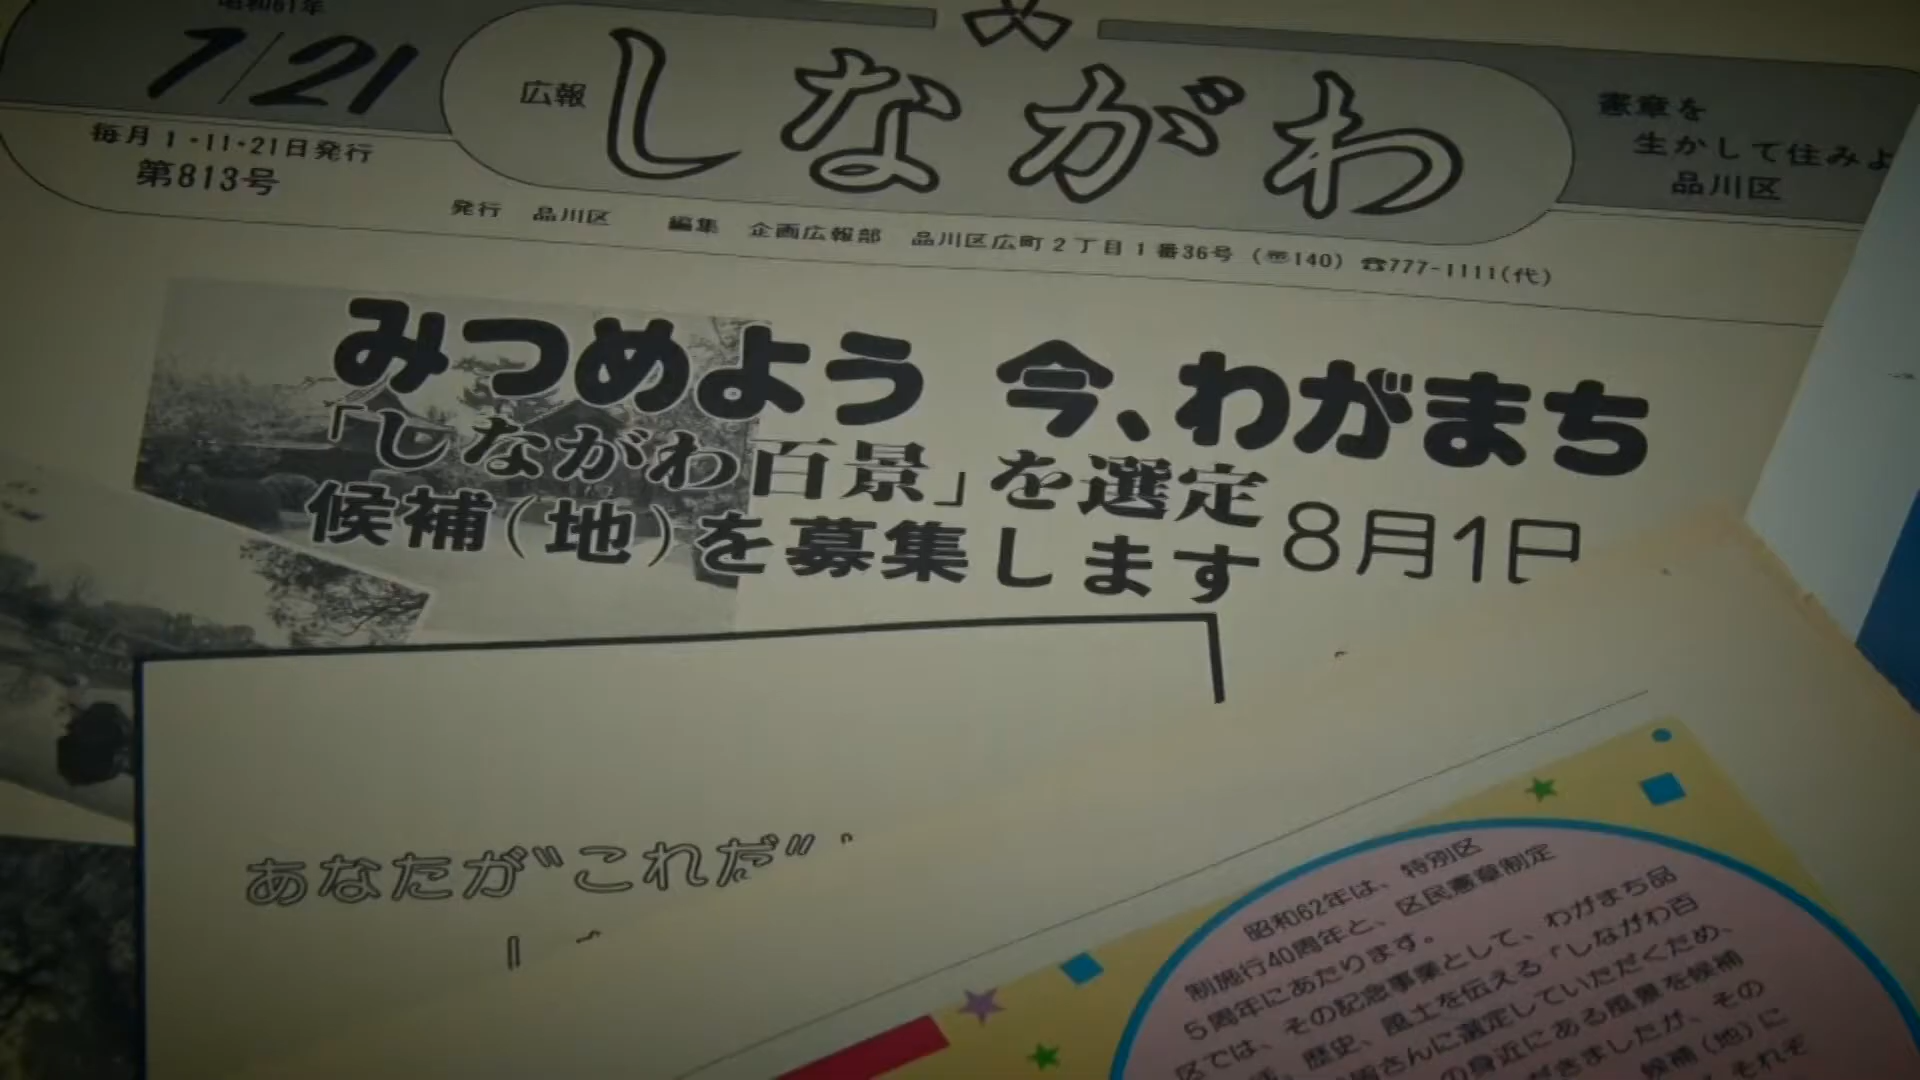 昭和61年
7/21
毎月1・11・21日発行
第813号
広報 しながわ
憲章を
生かして住みよ
品川区
発行 品川区 編集 企画広報部 品川区広町2丁目1番36号 (〒140) ☎777-1111(代)
みつめよう 今、わがまち
「しながわ百景」を選定
候補(地)を募集します 8月1日
あなたが“これだ”
昭和62年は、特別区
制施行40周年と、区民憲章制定
5周年にあたります。
区では、その記念事業として、わがまち品
歴史、風土を伝える「しながわ百
皆さんに選定していただくため、
の身近にある風景を候補
だきましたが、その
候補(地)に
それぞ